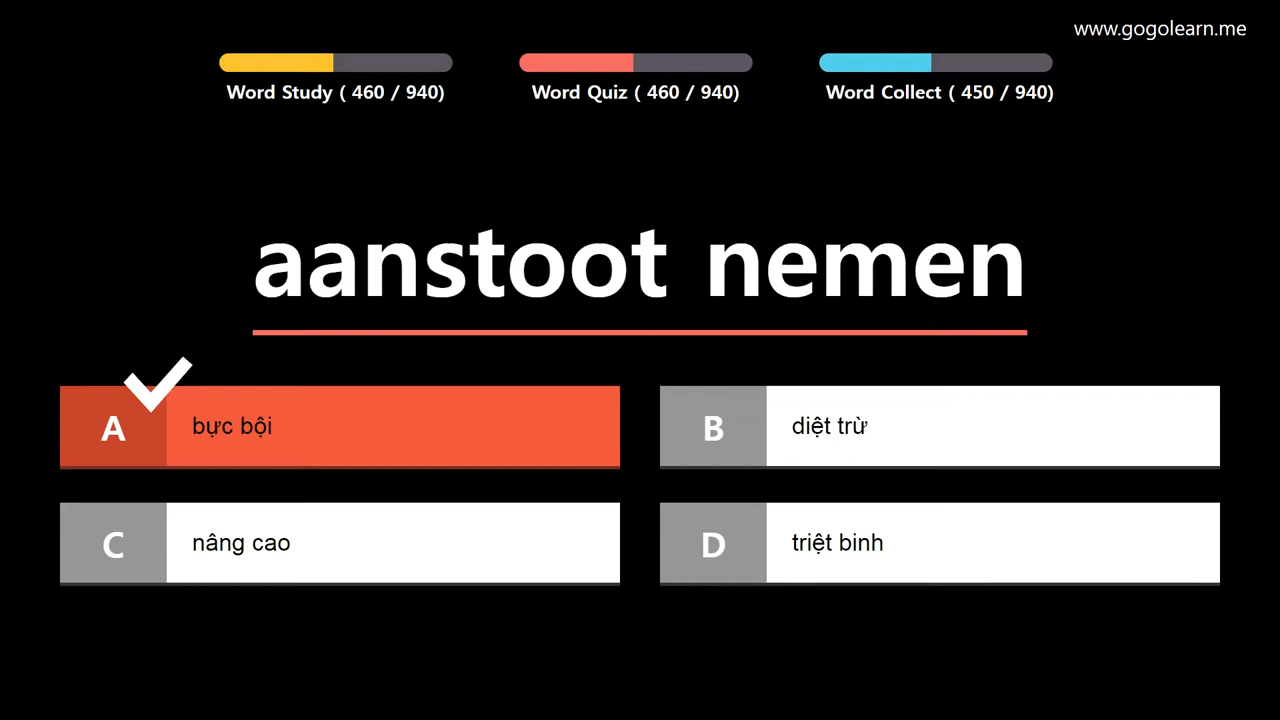 www.gogolearn.me
Word Study ( 460 / 940)
Word Quiz ( 460 / 940)
Word Collect ( 450 / 940)
aanstoot nemen
A bực bội
B diệt trừ
C nâng cao
D triệt binh